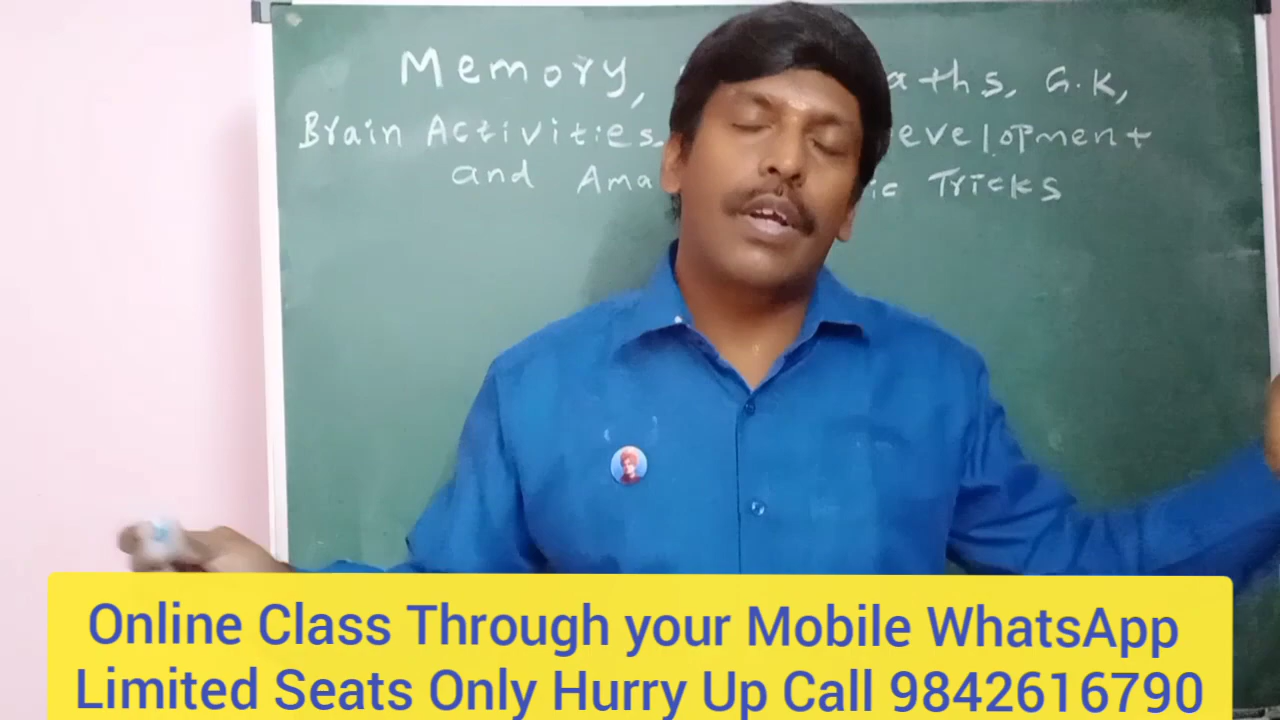 Memory, aths, G.K,
Brain Activities, evelopment
and Ama ic Tricks
Online Class Through your Mobile WhatsApp
Limited Seats Only Hurry Up Call 9842616790